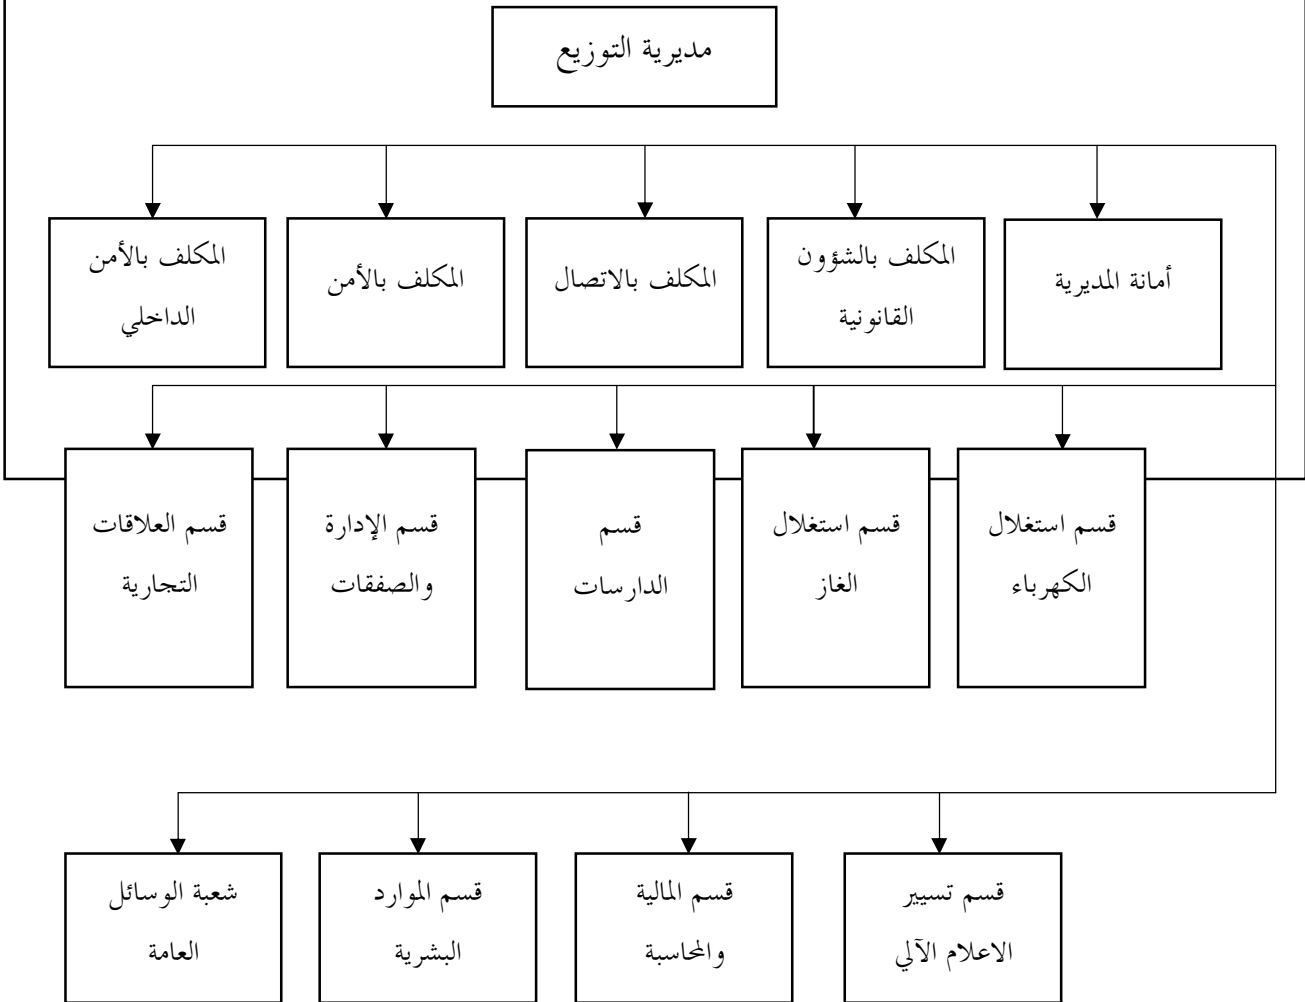 مديرية التوزيع
أمانة المديرية
المكلف بالشؤون
القانونية
المكلف بالاتصال
المكلف بالأمن
المكلف بالأمن
الداخلي
قسم استغلال
الكهرباء
قسم استغلال
الغاز
قسم
الدارسات
قسم الإدارة
والصفقات
قسم العلاقات
التجارية
قسم تسيير
الاعلام الآلي
قسم المالية
والمحاسبة
قسم الموارد
البشرية
شعبة الوسائل
العامة